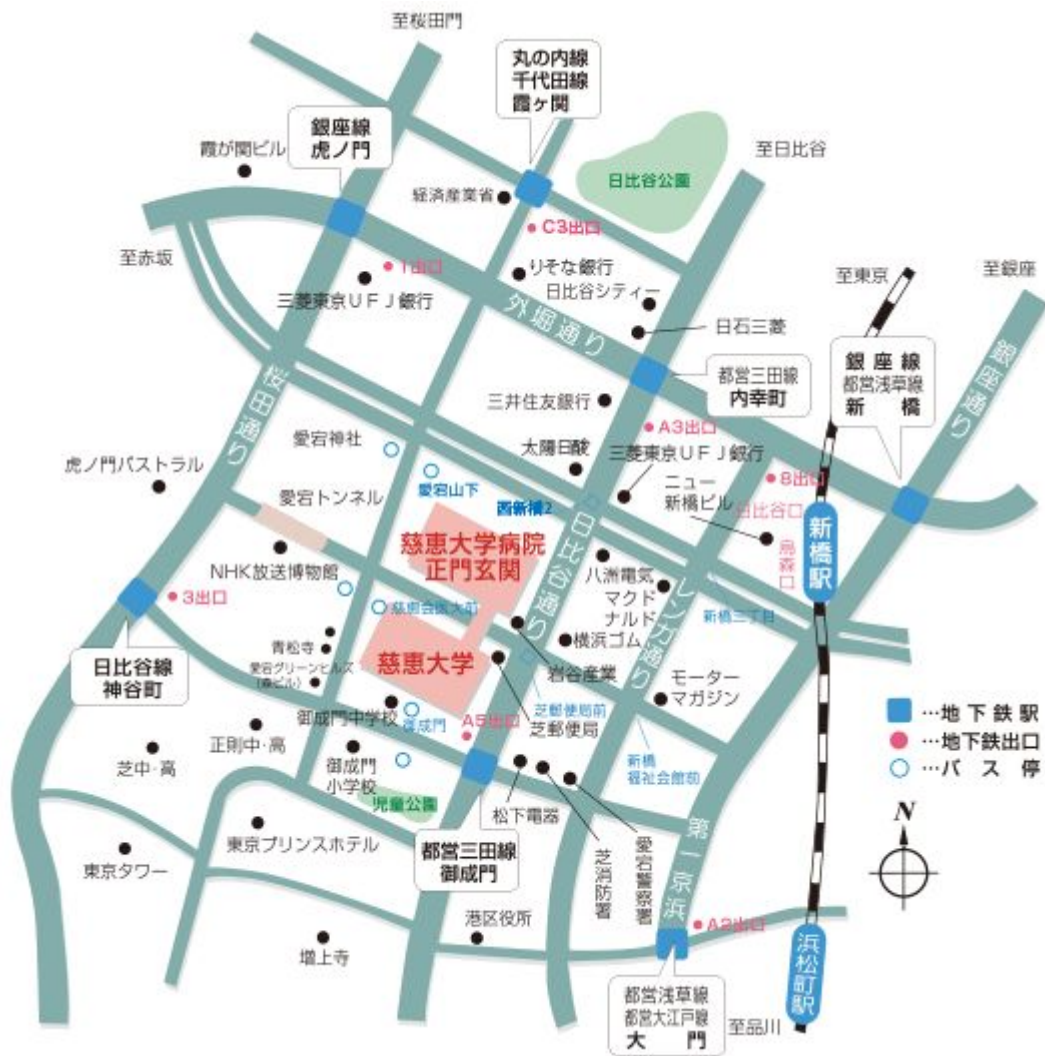 至桜田門
丸の内線
千代田線
霞ヶ関
銀座線
虎ノ門
霞が関ビル
至日比谷
日比谷公園
経済産業省
C3出口
至赤坂
1出口
三菱東京UFJ銀行
りそな銀行
日比谷シティー
至東京
至銀座
外堀通り
日石三菱
銀座線
都営浅草線
新橋
銀座通り
都営三田線
内幸町
桜田通り
三井住友銀行
A3出口
愛宕神社
太陽日酸
三菱東京UFJ銀行
虎ノ門パストラル
愛宕山下
ニュー
新橋ビル
8出口
愛宕トンネル
西新橋2
日比谷口
烏森口
新橋駅
慈恵大学病院
正門玄関
日比谷通り
NHK放送博物館
八洲電気
マクド
ナルド
レンガ通り
新橋三丁目
3出口
慈恵会医大前
横浜ゴム
青松寺
慈恵大学
愛宕グリーンヒルズ
(森ビル)
岩谷産業
モーター
マガジン
日比谷線
神谷町
御成門中学校
御成門
A5出口
芝郵便局前
芝郵便局
…地下鉄駅
…地下鉄出口
…バス停
正則中・高
芝中・高
御成門
小学校
新橋
福祉会館前
児童公園
松下電器
N
第一京浜
東京プリンスホテル
都営三田線
御成門
芝消防署
愛宕警察署
東京タワー
港区役所
A2出口
増上寺
浜松町駅
都営浅草線
都営大江戸線
大門
至品川